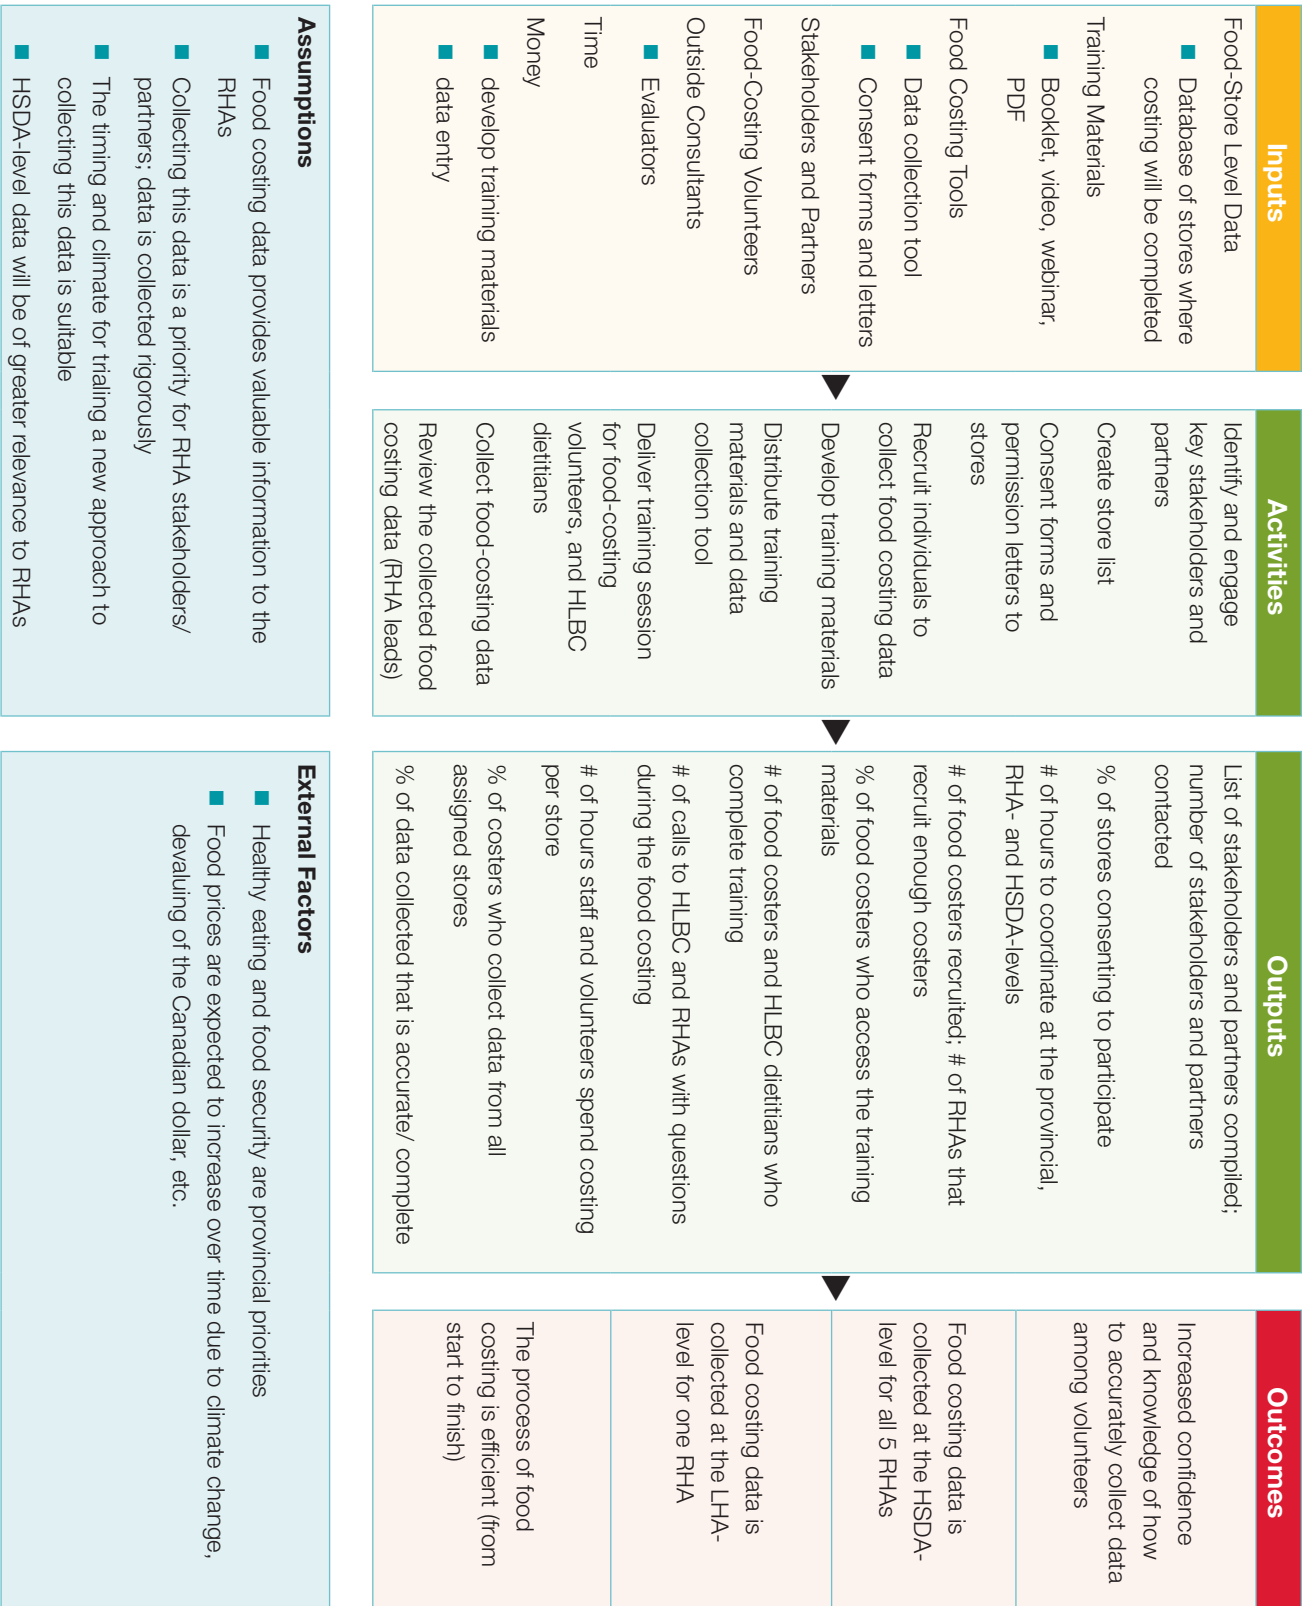 Inputs
Food-Store Level Data
■ Database of stores where
costing will be completed
Training Materials
■ Booklet, video, webinar,
PDF
Food Costing Tools
■ Data collection tool
■ Consent forms and letters
Stakeholders and Partners
Food-Costing Volunteers
Outside Consultants
■ Evaluators
Time
Money
■ develop training materials
■ data entry
Activities
Identify and engage
key stakeholders and
partners
Create store list
Consent forms and
permission letters to
stores
Recruit individuals to
collect food costing data
Develop training materials
Distribute training
materials and data
collection tool
Deliver training session
for food-costing
volunteers, and HLBC
dietitians
Collect food-costing data
Review the collected food
costing data (RHA leads)
Outputs
List of stakeholders and partners compiled;
number of stakeholders and partners
contacted
% of stores consenting to participate
# of hours to coordinate at the provincial,
RHA- and HSDA-levels
# of food costers recruited; # of RHAs that
recruit enough costers
% of food costers who access the training
materials
# of food costers and HLBC dietitians who
complete training
# of calls to HLBC and RHAs with questions
during the food costing
# of hours staff and volunteers spend costing
per store
% of costers who collect data from all
assigned stores
% of data collected that is accurate/ complete
Outcomes
Increased confidence
and knowledge of how
to accurately collect data
among volunteers
Food costing data is
collected at the HSDA-
level for all 5 RHAs
Food costing data is
collected at the LHA-
level for one RHA
The process of food
costing is efficient (from
start to finish)
Assumptions
■ Food costing data provides valuable information to the
RHAs
■ Collecting this data is a priority for RHA stakeholders/
partners; data is collected rigorously
■ The timing and climate for trialing a new approach to
collecting this data is suitable
■ HSDA-level data will be of greater relevance to RHAs
External Factors
■ Healthy eating and food security are provincial priorities
■ Food prices are expected to increase over time due to climate change,
devaluing of the Canadian dollar, etc.